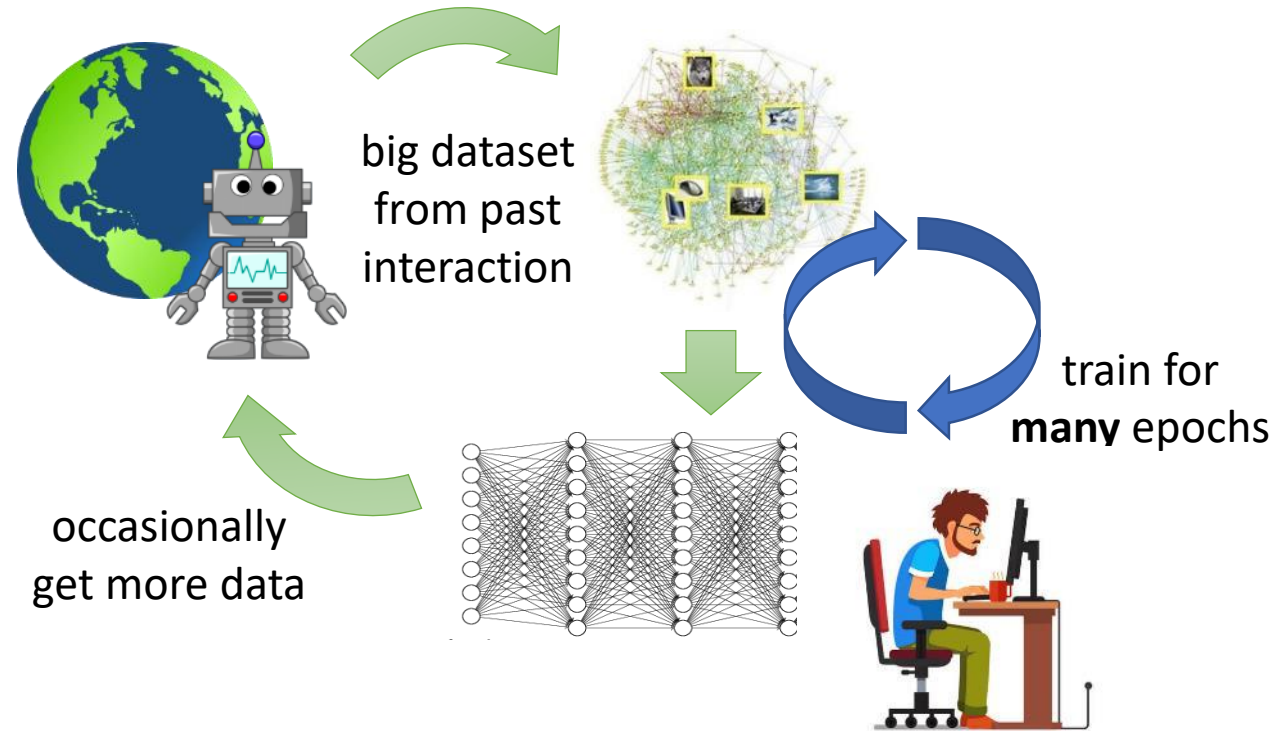 big dataset
from past
interaction
train for
many epochs
occasionally
get more data